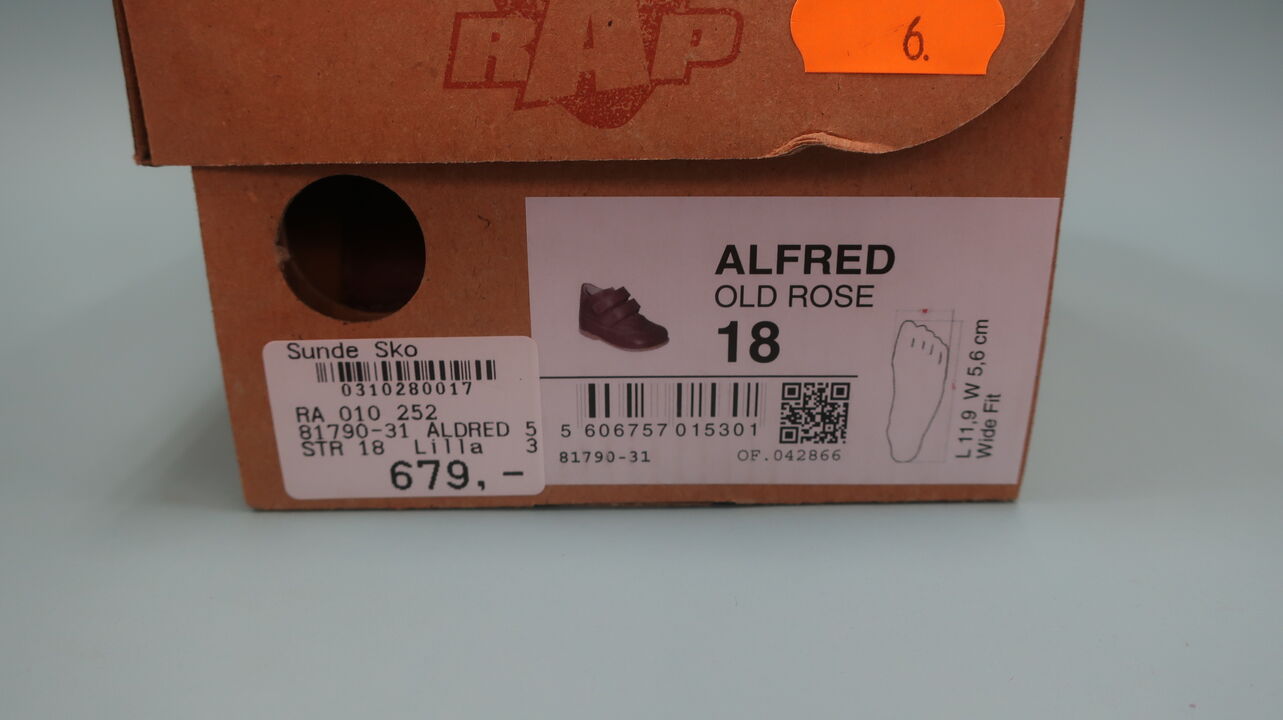 RAP
6.
ALFRED
OLD ROSE
18
5 606757 015301
81790-31 OF.042866
L 11,9 W 5,6 cm
Wide Fit
Sunde Sko
0310280017
RA 010 252
81790-31 ALDRED 5
STR 18 Lilla 3
679,-